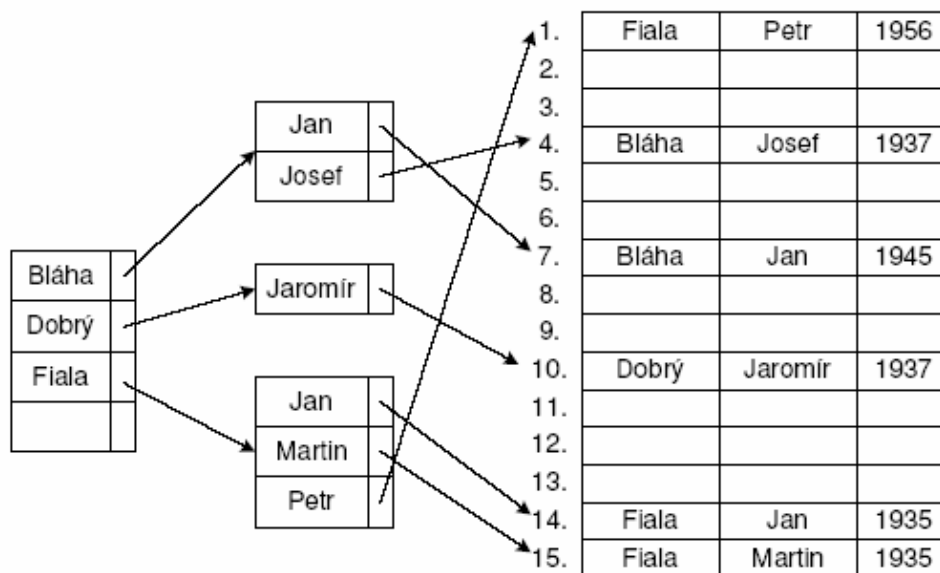 Bláha
Dobrý
Fiala
Jan
Josef
Jaromír
Jan
Martin
Petr
1. Fiala Petr 1956
2.
3.
4. Bláha Josef 1937
5.
6.
7. Bláha Jan 1945
8.
9.
10. Dobrý Jaromír 1937
11.
12.
13.
14. Fiala Jan 1935
15. Fiala Martin 1935